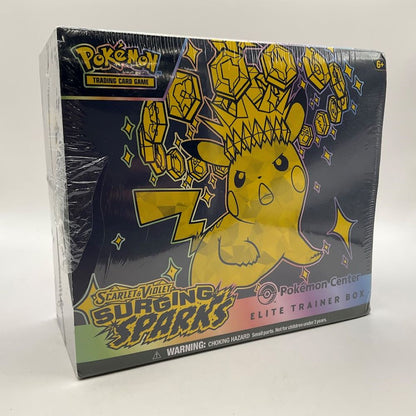 Pokémon
TRADING CARD GAME
6+
SCARLET & VIOLET
SURGING
SPARKS
Pokémon Center
ELITE TRAINER BOX
WARNING: CHOKING HAZARD Small parts. Not for children under 3 years.